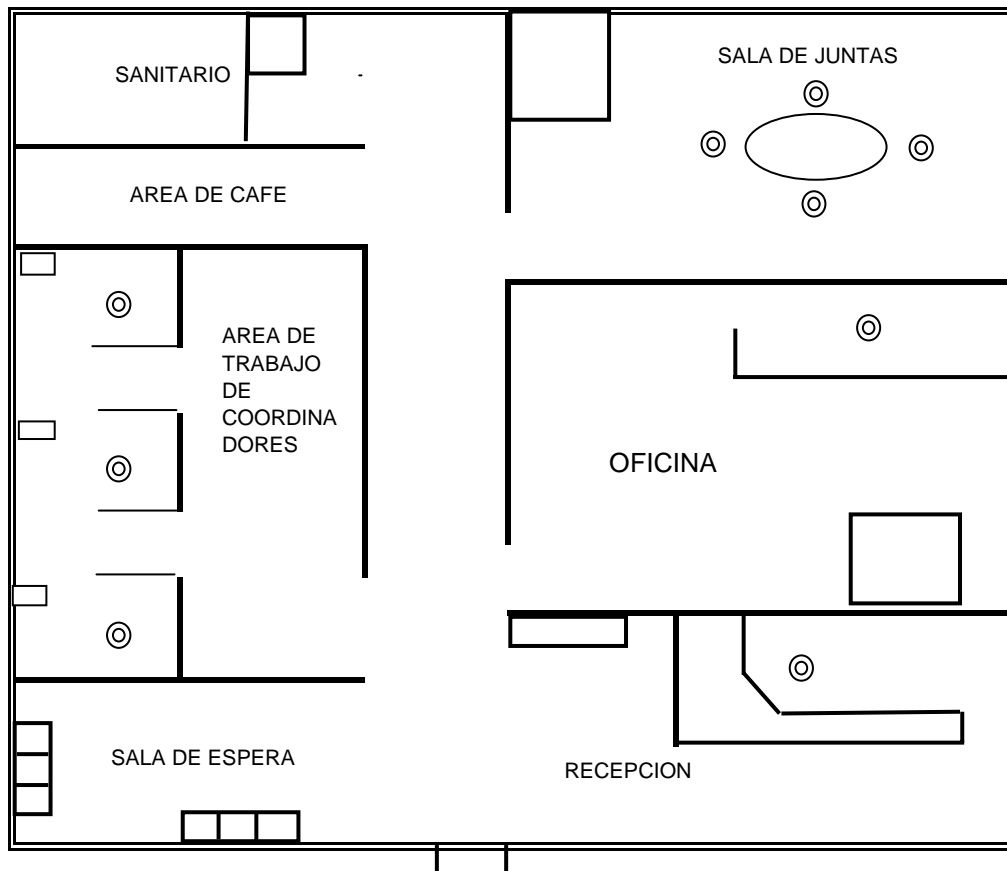 SANITARIO
SALA DE JUNTAS
AREA DE CAFE
AREA DE
TRABAJO
DE
COORDINA
DORES
OFICINA
SALA DE ESPERA
RECEPCION